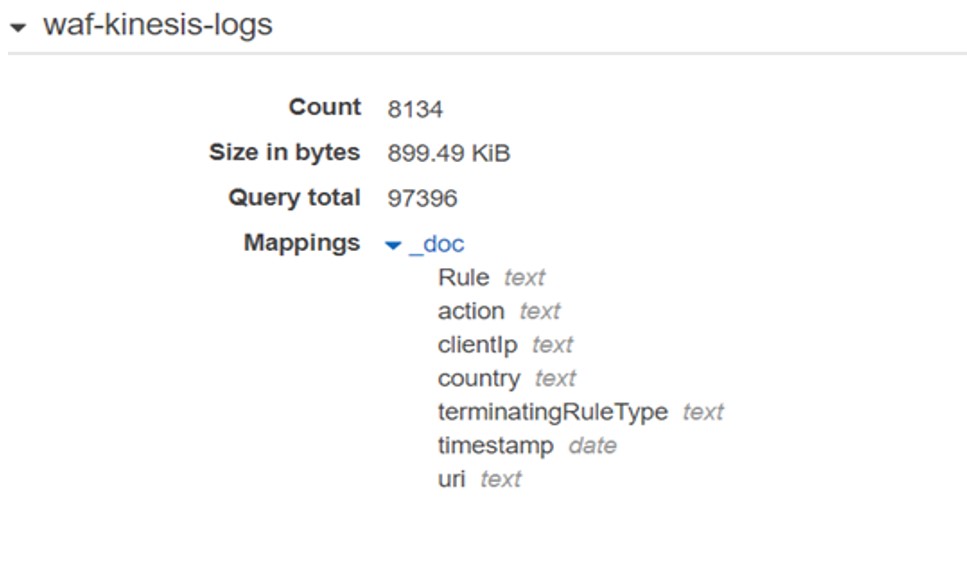 waf-kinesis-logs
Count 8134
Size in bytes 899.49 KiB
Query total 97396
Mappings _doc
Rule text
action text
clientIp text
country text
terminatingRuleType text
timestamp date
uri text